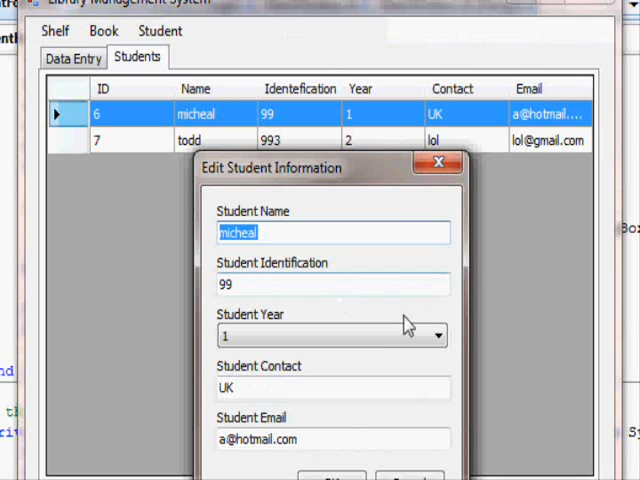 Library Management System
Shelf Book Student
Data Entry Students
ID Name Identefication Year Contact Email
6 micheal 99 1 UK a@hotmail....
7 todd 993 2 lol lol@gmail.com
Edit Student Information
Student Name
micheal
Student Identification
99
Student Year
1
Student Contact
UK
Student Email
a@hotmail.com